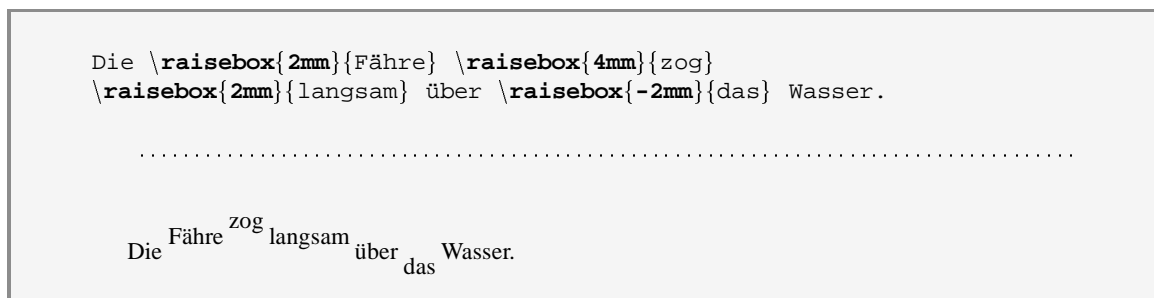 Die \raisebox{2mm}{Fähre} \raisebox{4mm}{zog}
\raisebox{2mm}{langsam} über \raisebox{-2mm}{das} Wasser.
Die Fähre zog langsam über das Wasser.